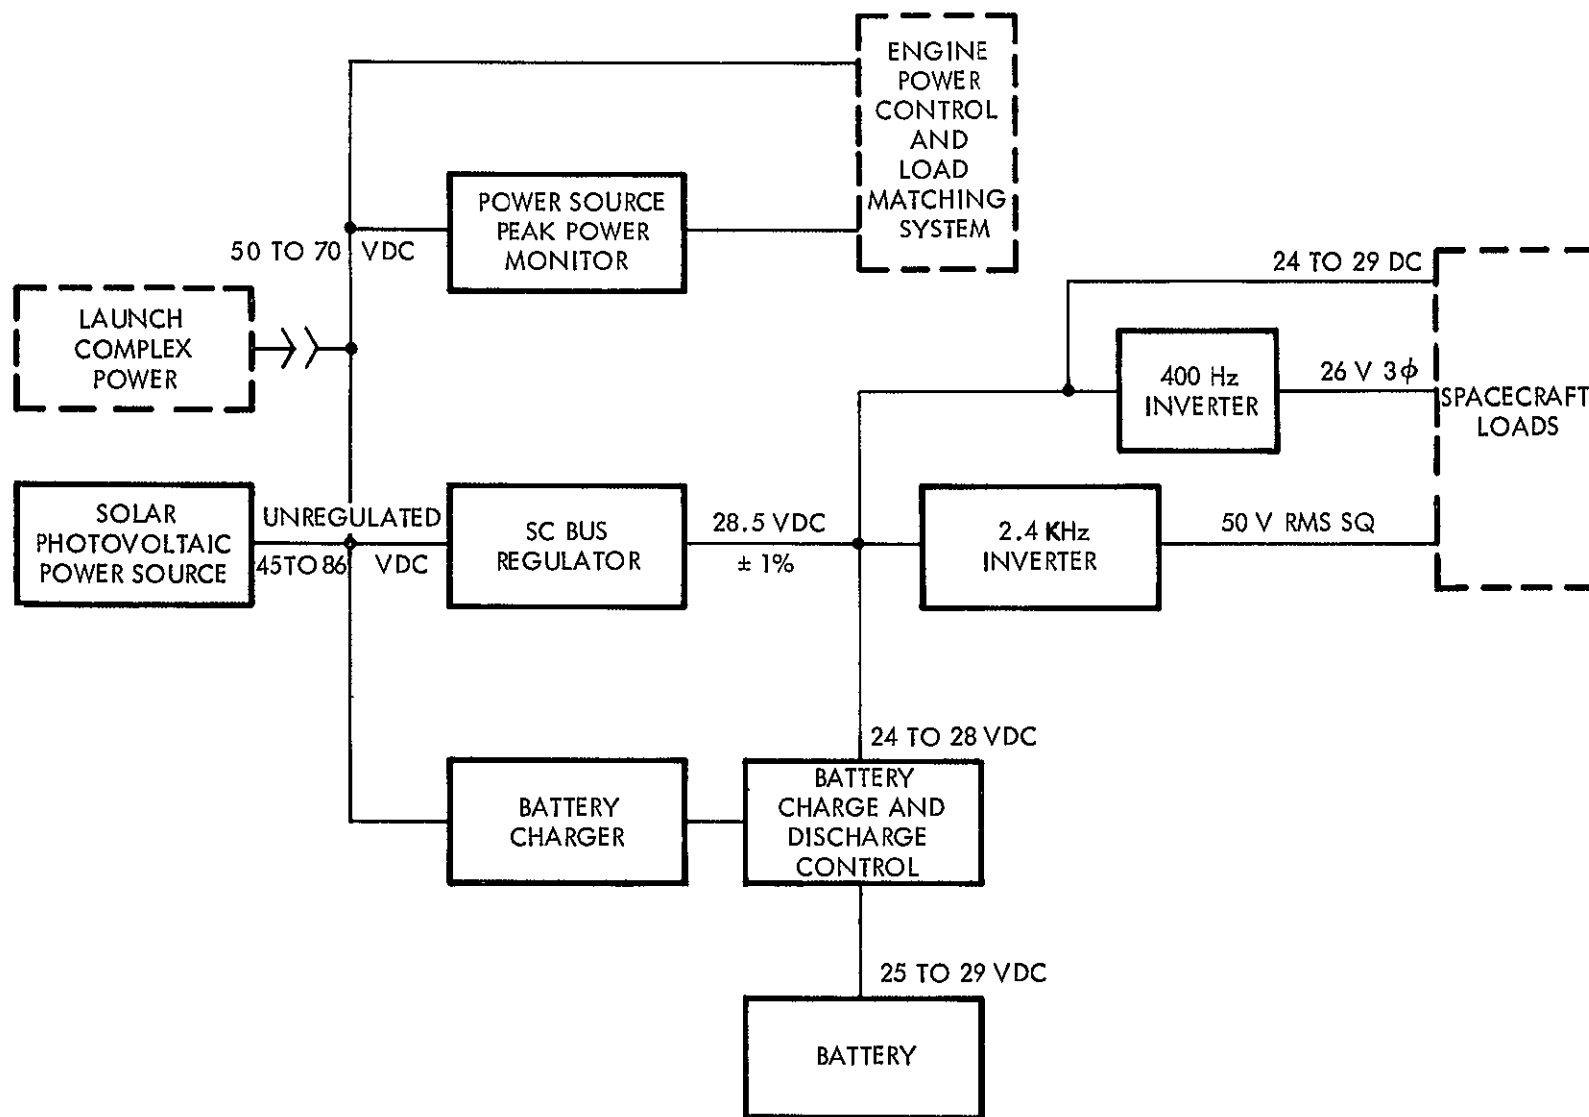 ENGINE
POWER
CONTROL
AND
LOAD
MATCHING
SYSTEM
POWER SOURCE
PEAK POWER
MONITOR
50 TO 70 VDC
LAUNCH
COMPLEX
POWER
24 TO 29 DC
400 Hz
INVERTER
26 V 3ϕ
SPACECRAFT
LOADS
SOLAR
PHOTOVOLTAIC
POWER SOURCE
UNREGULATED
45 TO 86 VDC
SC BUS
REGULATOR
28.5 VDC
± 1%
2.4 KHz
INVERTER
50 V RMS SQ
24 TO 28 VDC
BATTERY
CHARGER
BATTERY
CHARGE AND
DISCHARGE
CONTROL
25 TO 29 VDC
BATTERY